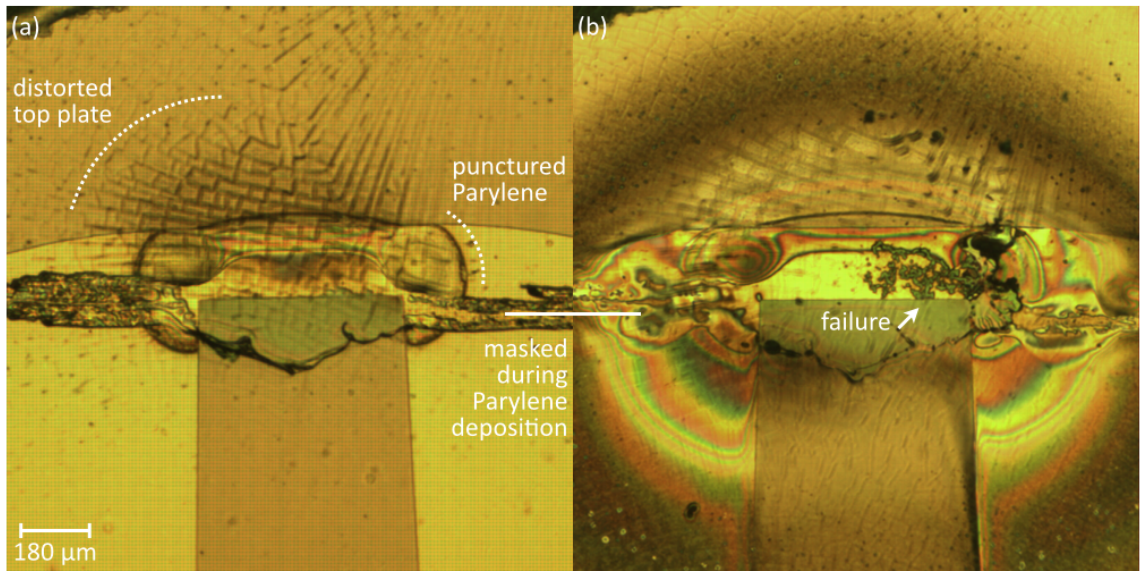 (a)
distorted
top plate
punctured
Parylene
masked
during
Parylene
deposition
180 µm
(b)
failure